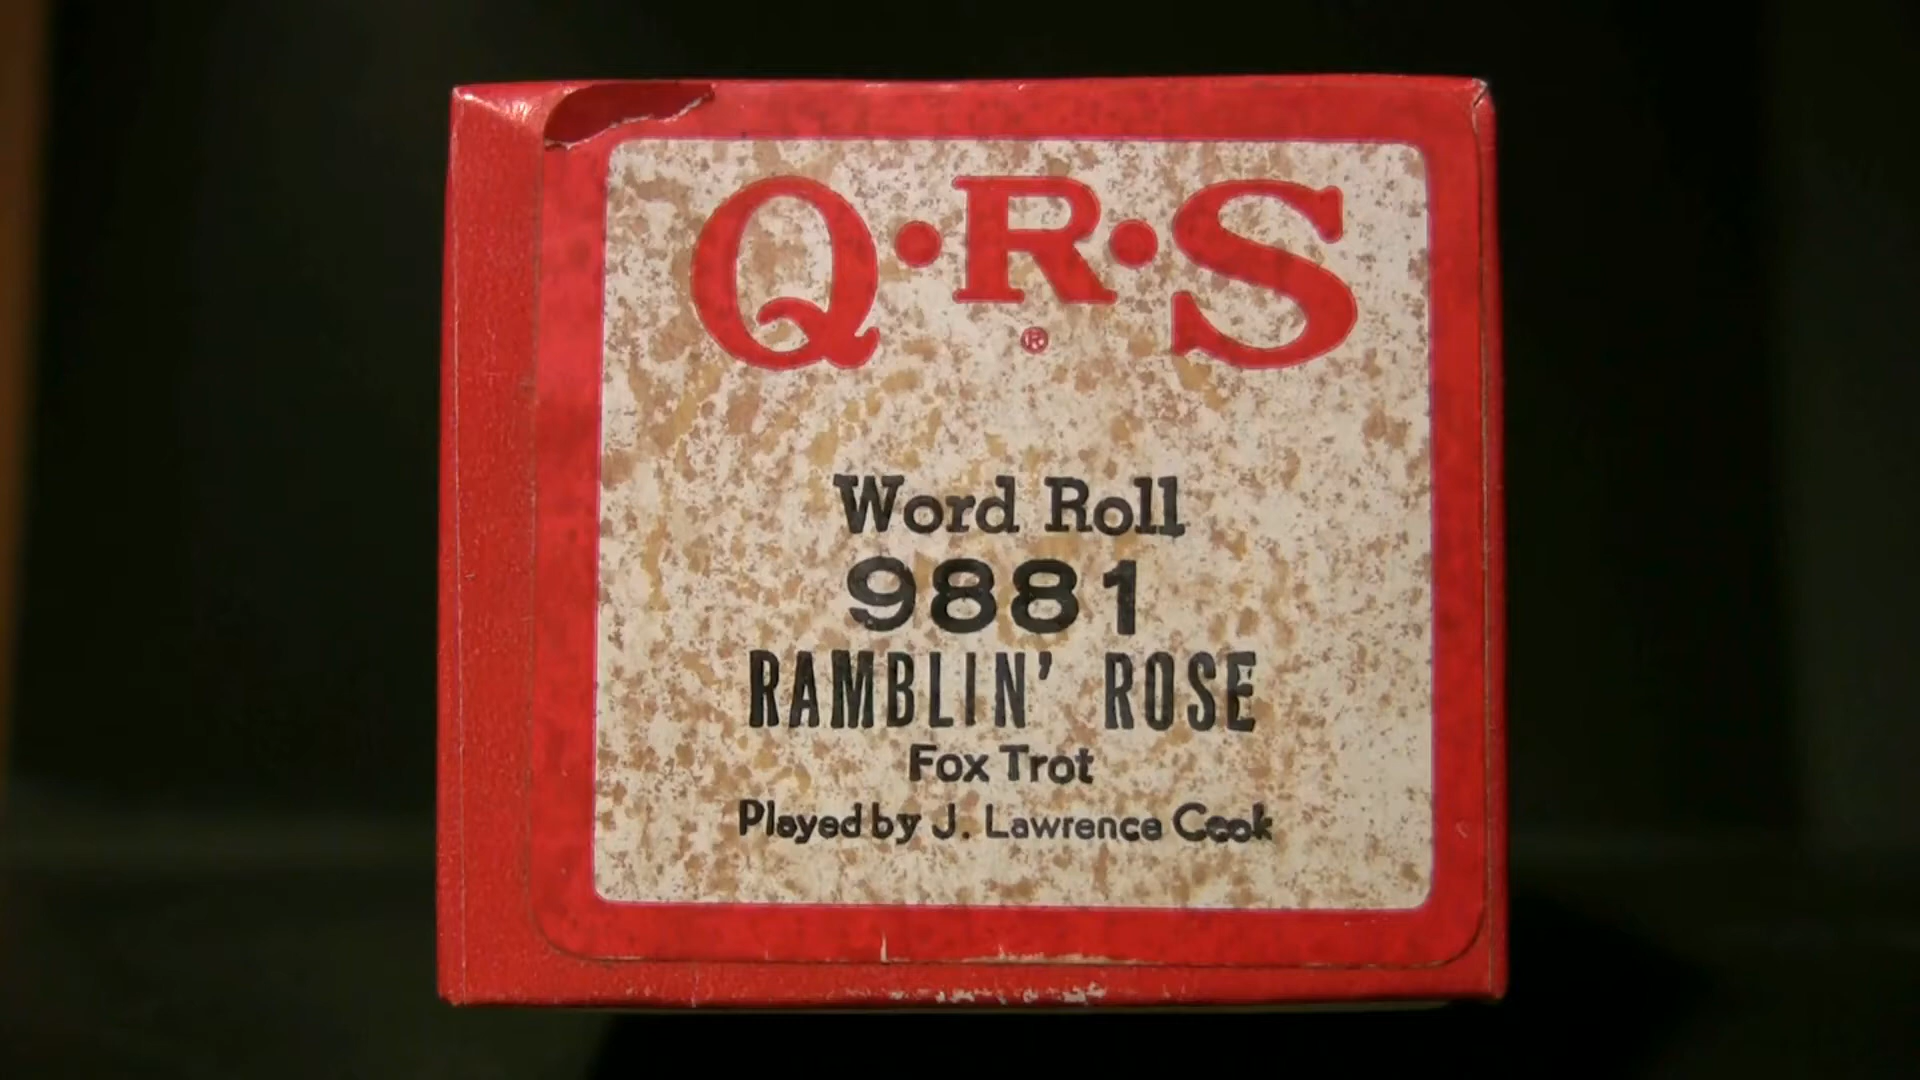 Q·R·S
®
Word Roll
9881
RAMBLIN' ROSE
Fox Trot
Played by J. Lawrence Cook